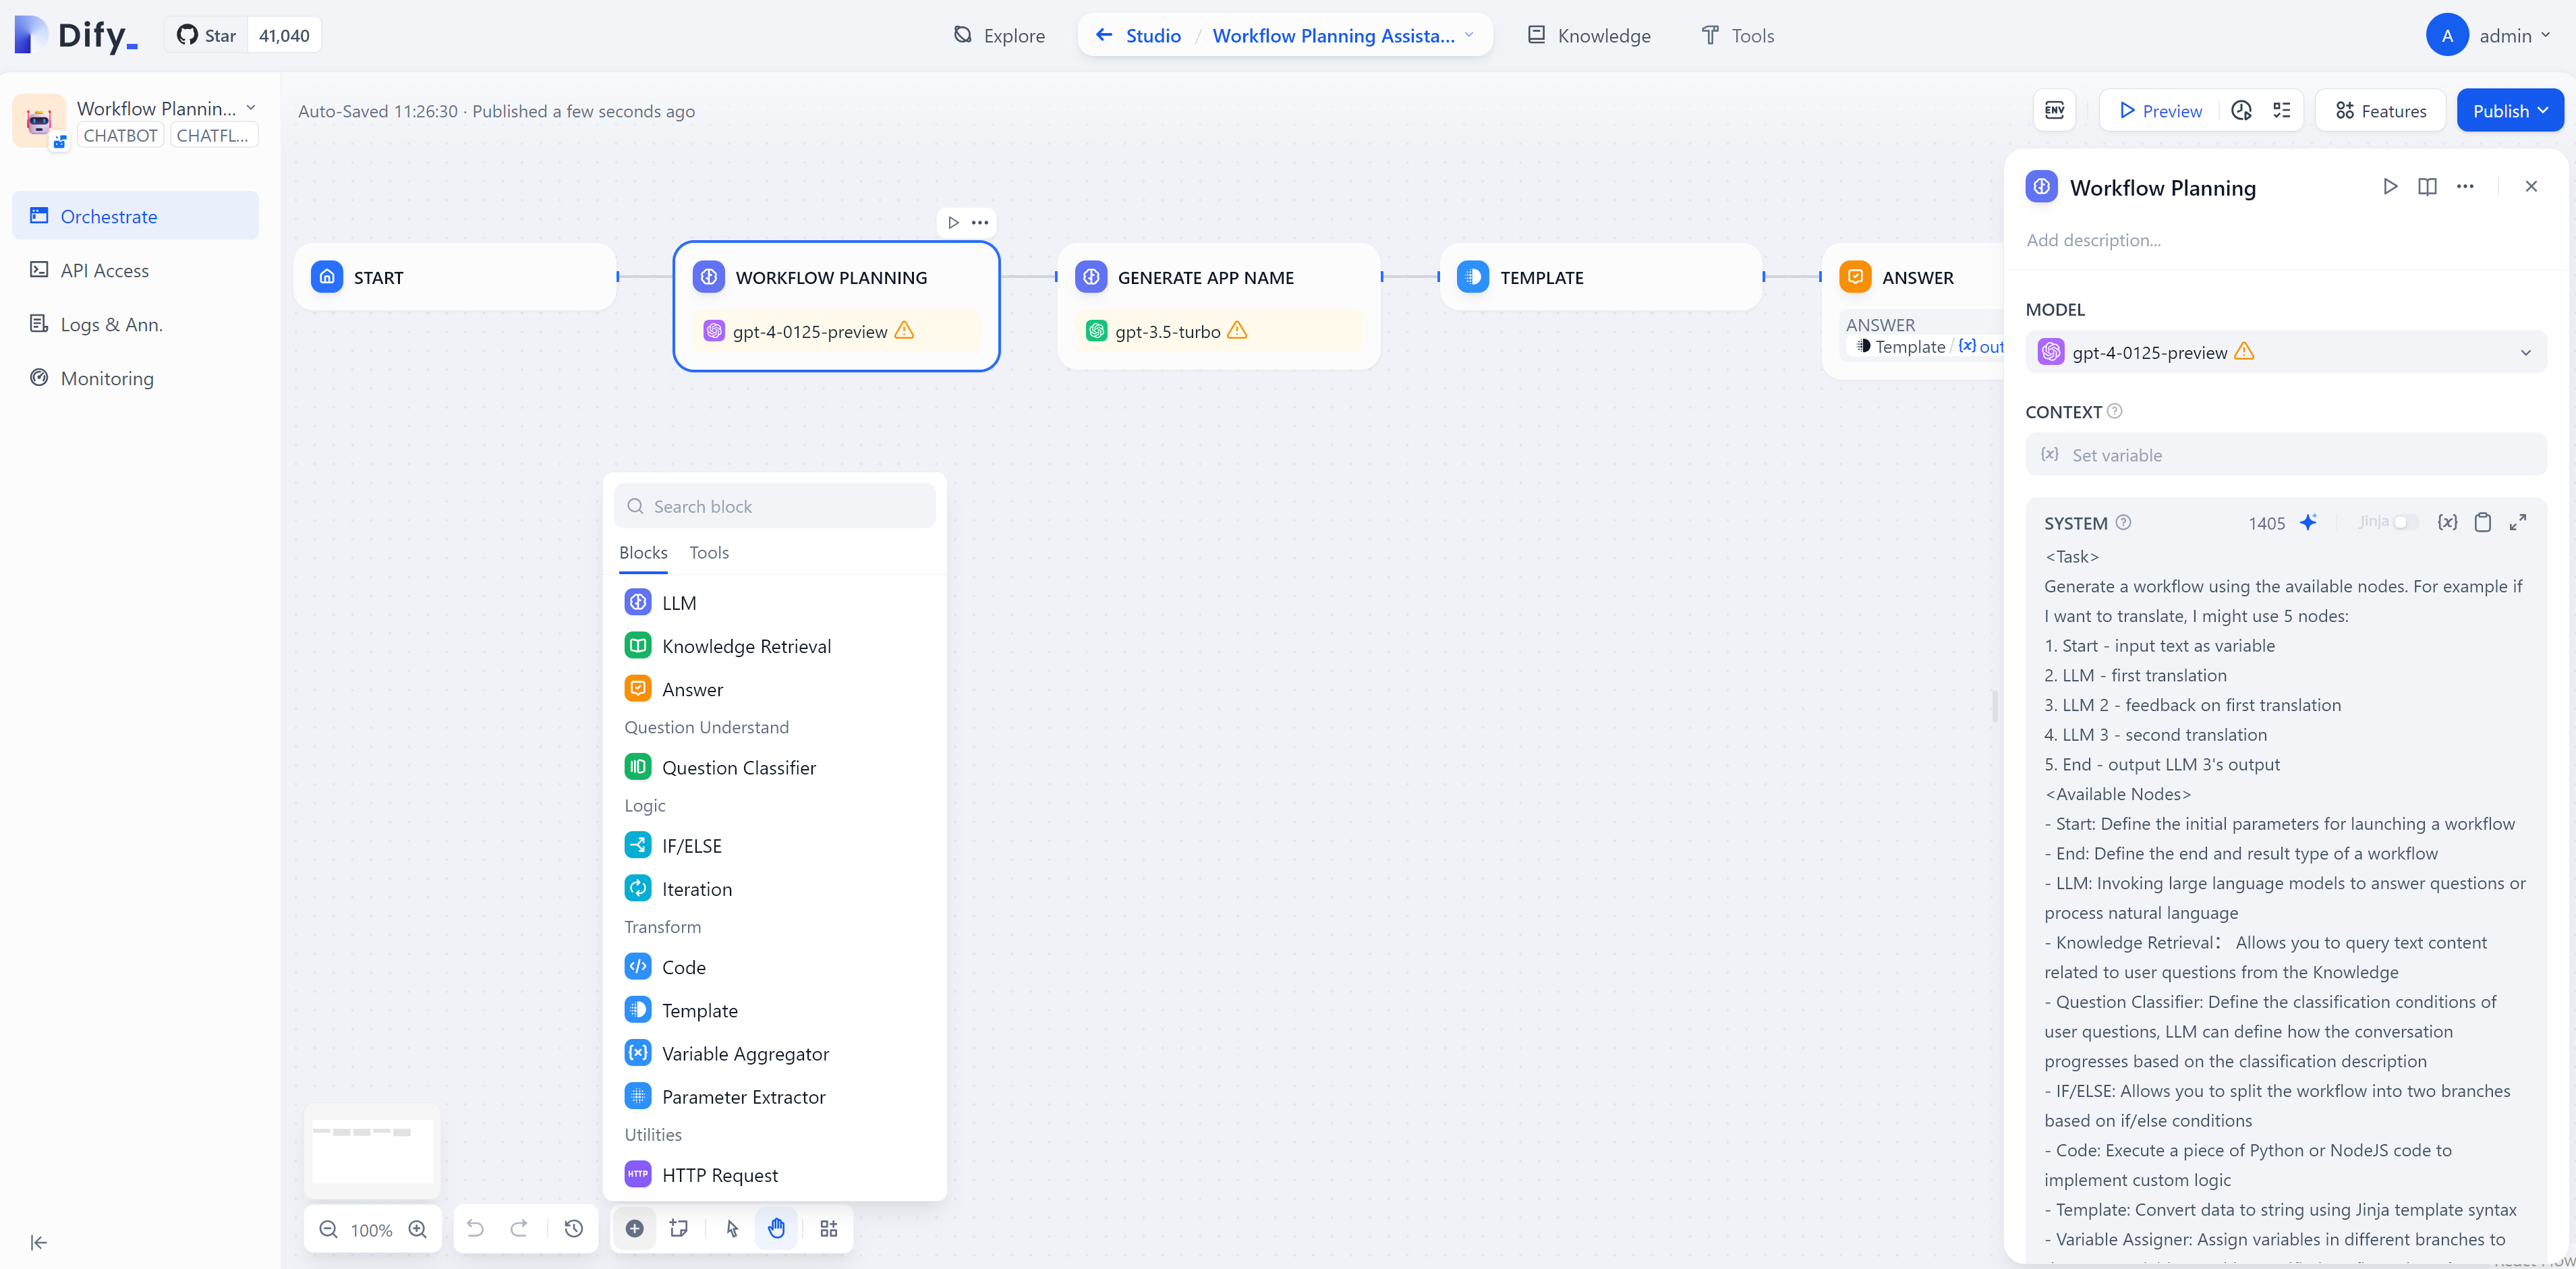 Dify_
Star 41,040
Explore
Studio / Workflow Planning Assista...
Knowledge
Tools
A admin
Workflow Plannin...
CHATBOT CHATFL...
Orchestrate
API Access
Logs & Ann.
Monitoring
Auto-Saved 11:26:30 · Published a few seconds ago
ENV
Preview
Features
Publish
START
WORKFLOW PLANNING
gpt-4-0125-preview
GENERATE APP NAME
gpt-3.5-turbo
TEMPLATE
ANSWER
ANSWER
Template / {x} out
Search block
Blocks Tools
LLM
Knowledge Retrieval
Answer
Question Understand
Question Classifier
Logic
IF/ELSE
Iteration
Transform
Code
Template
Variable Aggregator
Parameter Extractor
Utilities
HTTP HTTP Request
100%
Workflow Planning
Add description...
MODEL
gpt-4-0125-preview
CONTEXT
{x} Set variable
SYSTEM 1405 Jinja {x}
<Task>
Generate a workflow using the available nodes. For example if
I want to translate, I might use 5 nodes:
1. Start - input text as variable
2. LLM - first translation
3. LLM 2 - feedback on first translation
4. LLM 3 - second translation
5. End - output LLM 3's output
<Available Nodes>
- Start: Define the initial parameters for launching a workflow
- End: Define the end and result type of a workflow
- LLM: Invoking large language models to answer questions or
process natural language
- Knowledge Retrieval： Allows you to query text content
related to user questions from the Knowledge
- Question Classifier: Define the classification conditions of
user questions, LLM can define how the conversation
progresses based on the classification description
- IF/ELSE: Allows you to split the workflow into two branches
based on if/else conditions
- Code: Execute a piece of Python or NodeJS code to
implement custom logic
- Template: Convert data to string using Jinja template syntax
- Variable Assigner: Assign variables in different branches to